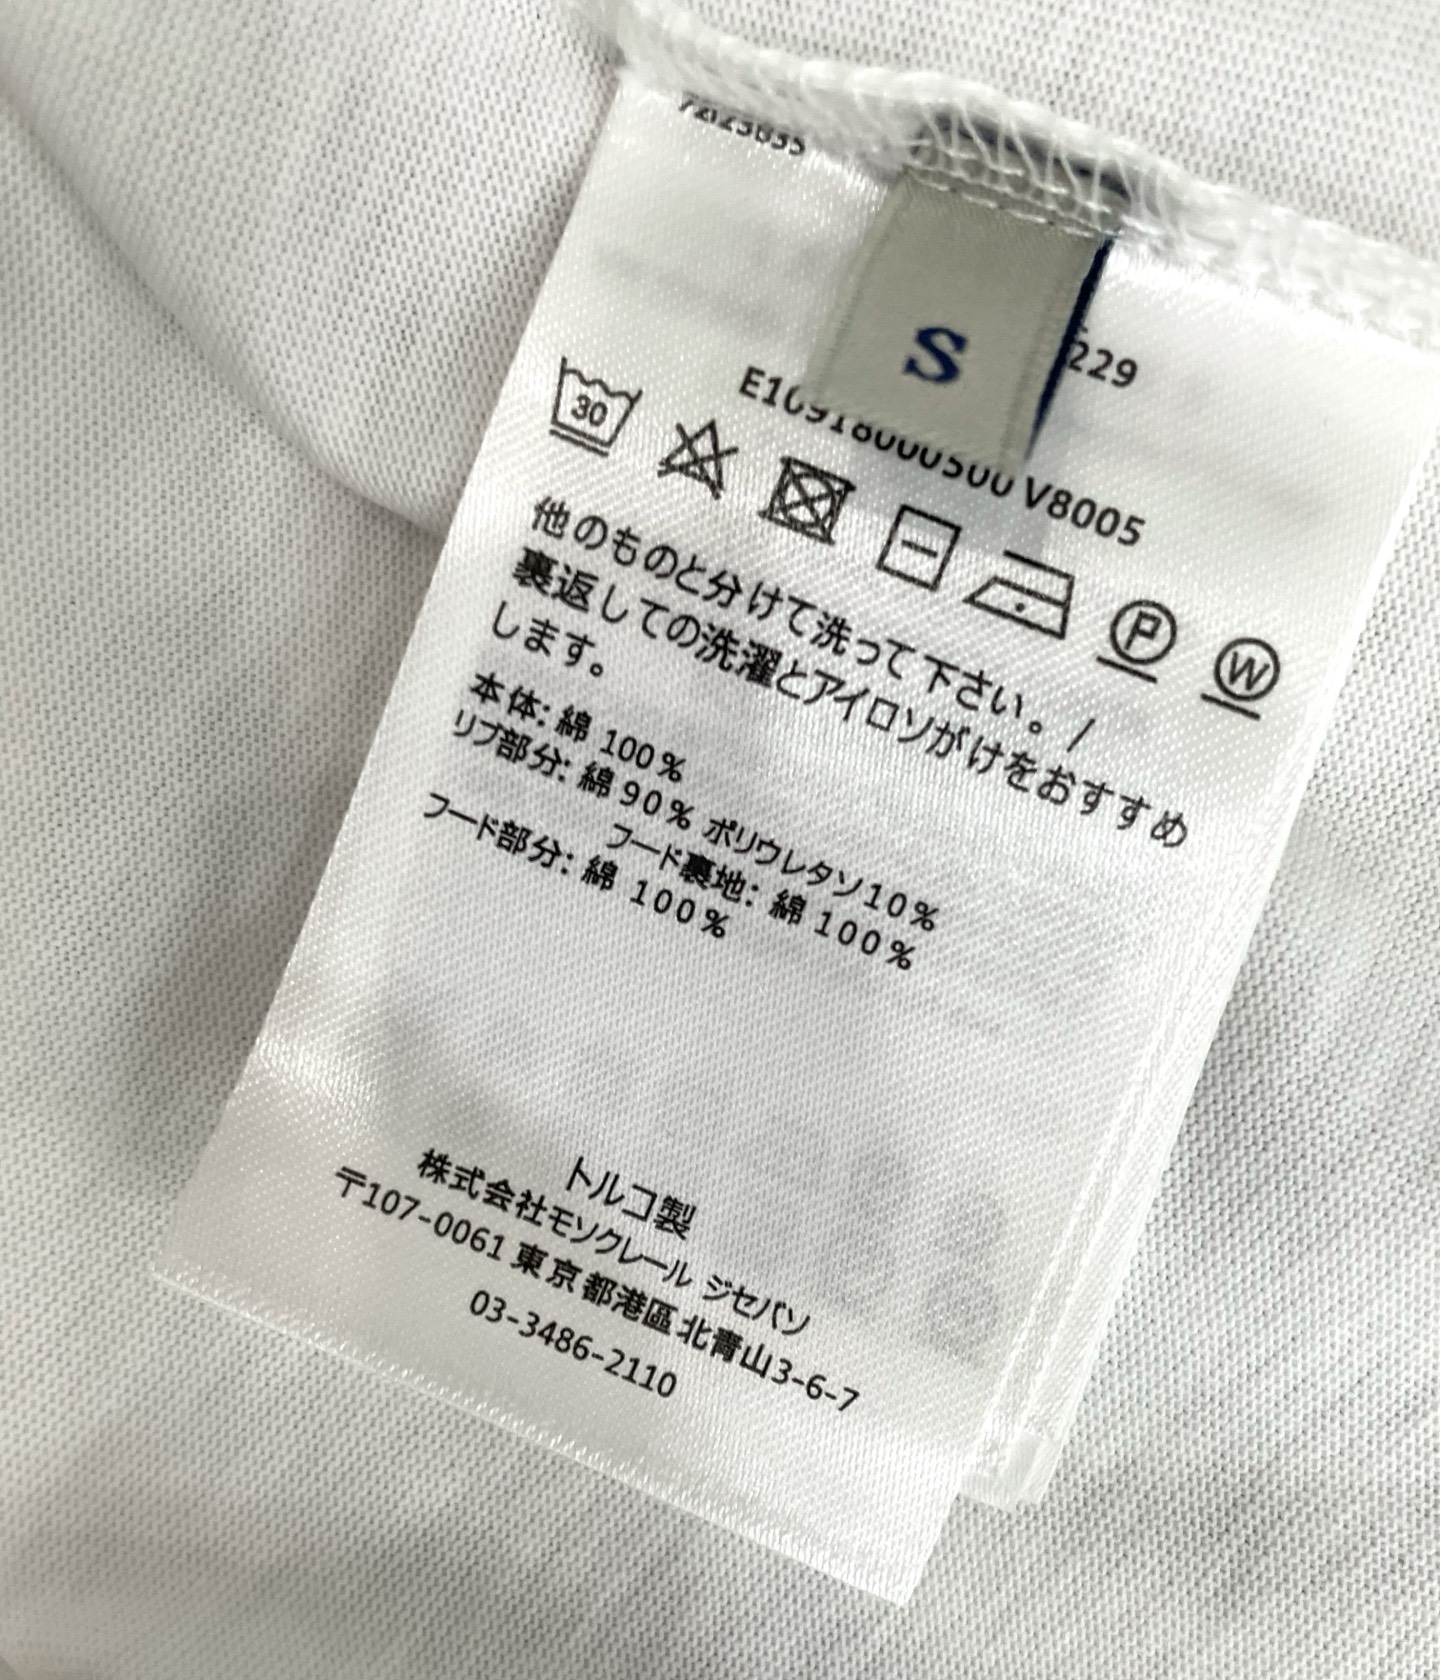 S
229
V8005
30
P
W
他のものと分けて洗って下さい。/
裏返しての洗濯とアイロンがけをおすすめ
します。
本体: 綿 100%
リブ部分: 綿 90% ポリウレタン10%
フード裏地: 綿 100%
フード部分: 綿 100%
トルコ製
株式会社モンクレール ジャパン
〒107-0061 東京都港區北青山3-6-7
03-3486-2110